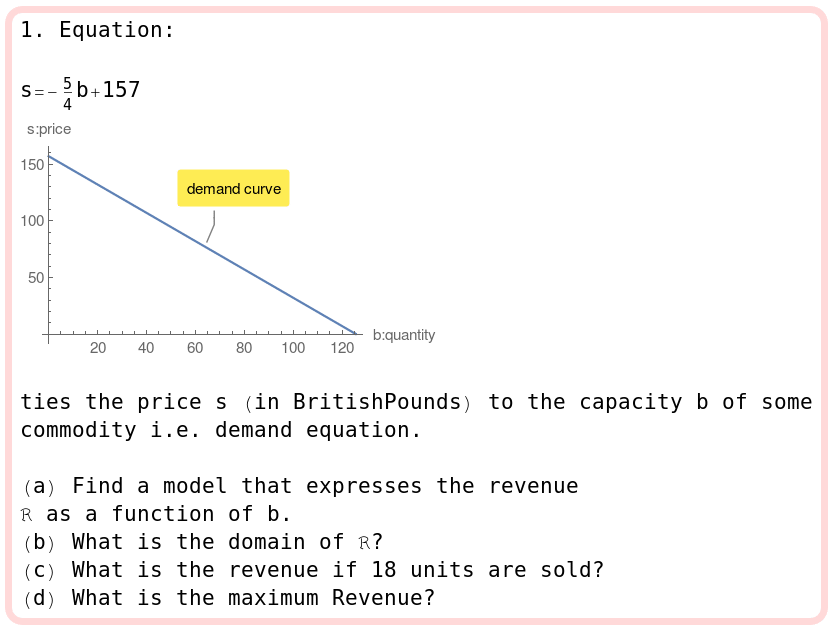 1. Equation:
s=-5/4 b+157
s:price
150
demand curve
100
50
b:quantity
20 40 60 80 100 120
ties the price s (in BritishPounds) to the capacity b of some
commodity i.e. demand equation.
(a) Find a model that expresses the revenue
ℛ as a function of b.
(b) What is the domain of ℛ?
(c) What is the revenue if 18 units are sold?
(d) What is the maximum Revenue?